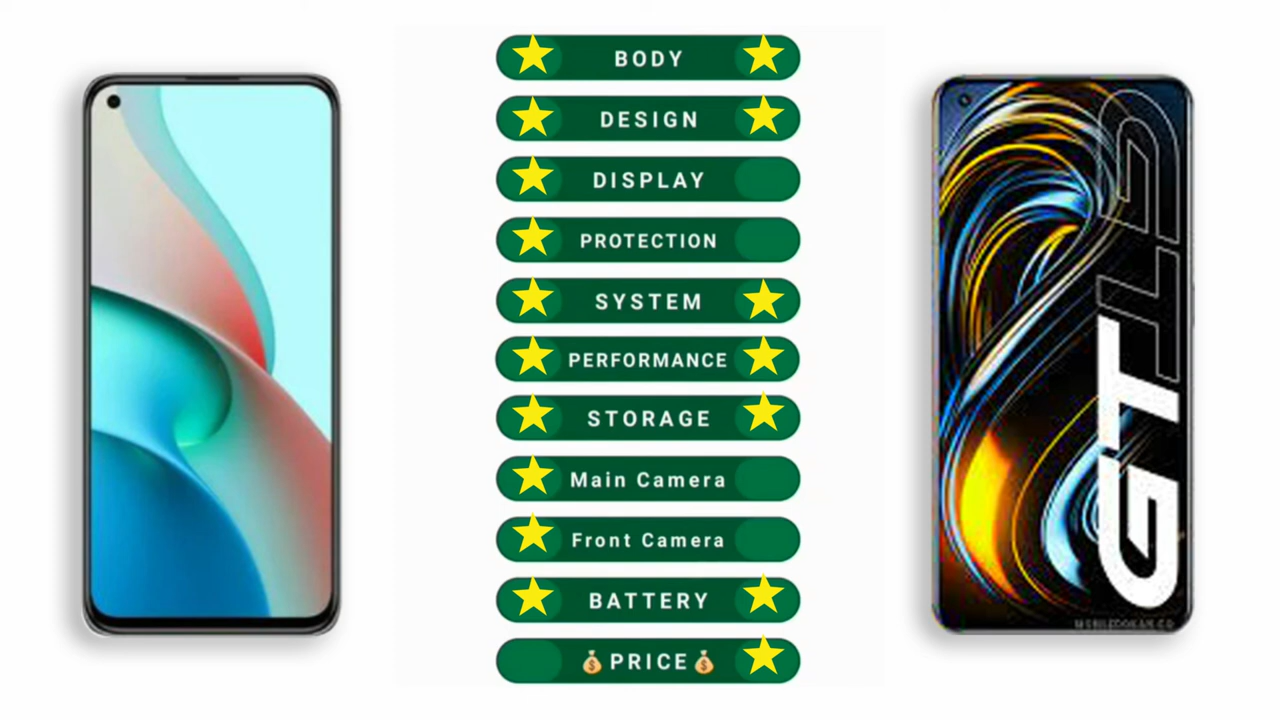 BODY
DESIGN
DISPLAY
PROTECTION
SYSTEM
PERFORMANCE
STORAGE
Main Camera
Front Camera
BATTERY
💰PRICE💰
GT